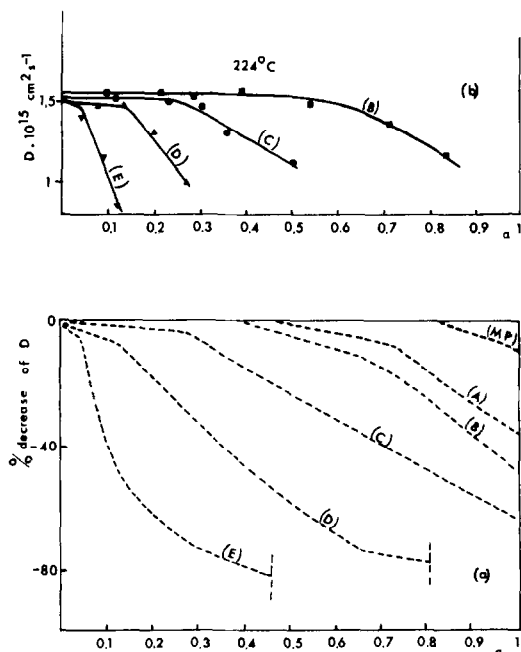 224°C
(b)
D.10¹⁵ cm² s⁻¹
1,5
1
(B)
(C)
(D)
(E)
0,1 0,2 0,3 0,4 0,5 0,6 0,7 0,8 0,9 1
a
0
-40
-80
% decrease of D
(MP)
(A)
(B)
(C)
(D)
(E)
(a)
0,1 0,2 0,3 0,4 0,5 0,6 0,7 0,8 0,9 1
a